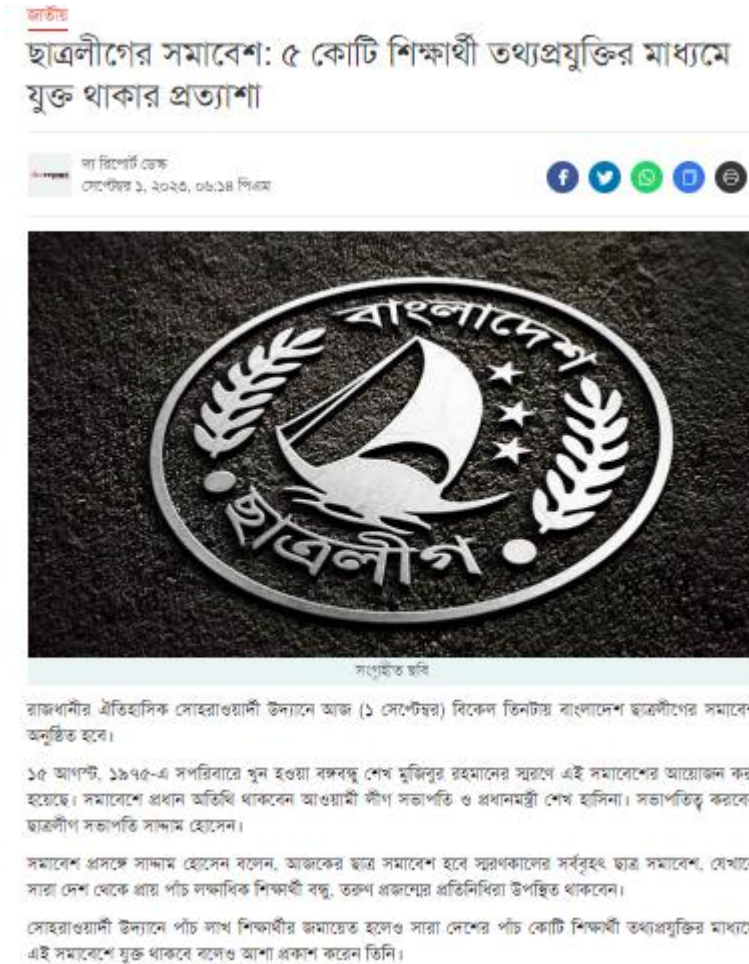 জাতীয়
ছাত্রলীগের সমাবেশ: ৫ কোটি শিক্ষার্থী তথ্যপ্রযুক্তির মাধ্যমে
যুক্ত থাকার প্রত্যাশা
দ্য রিপোর্ট ডেস্ক
সেপ্টেম্বর ১, ২০২৩, ০৬:১৪ পিএম
বাংলাদেশ
ছাত্রলীগ
সংগৃহীত ছবি
রাজধানীর ঐতিহাসিক সোহরাওয়ার্দী উদ্যানে আজ (১ সেপ্টেম্বর) বিকেল তিনটায় বাংলাদেশ ছাত্রলীগের সমাবেশ
অনুষ্ঠিত হবে।
১৫ আগস্ট, ১৯৭৫-এ সপরিবারে খুন হওয়া বঙ্গবন্ধু শেখ মুজিবুর রহমানের স্মরণে এই সমাবেশের আয়োজন কর
হয়েছে। সমাবেশে প্রধান অতিথি থাকবেন আওয়ামী লীগ সভাপতি ও প্রধানমন্ত্রী শেখ হাসিনা। সভাপতিত্ব করবে
ছাত্রলীগ সভাপতি সাদ্দাম হোসেন।
সমাবেশ প্রসঙ্গে সাদ্দাম হোসেন বলেন, আজকের ছাত্র সমাবেশ হবে স্মরণকালের সর্ববৃহৎ ছাত্র সমাবেশ, যেখানে
সারা দেশ থেকে প্রায় পাঁচ লক্ষাধিক শিক্ষার্থী বন্ধু, তরুণ প্রজন্মের প্রতিনিধিরা উপস্থিত থাকবেন।
সোহরাওয়ার্দী উদ্যানে পাঁচ লাখ শিক্ষার্থীর জমায়েত হলেও সারা দেশের পাঁচ কোটি শিক্ষার্থী তথ্যপ্রযুক্তির মাধ্যমে
এই সমাবেশে যুক্ত থাকবে বলেও আশা প্রকাশ করেন তিনি।